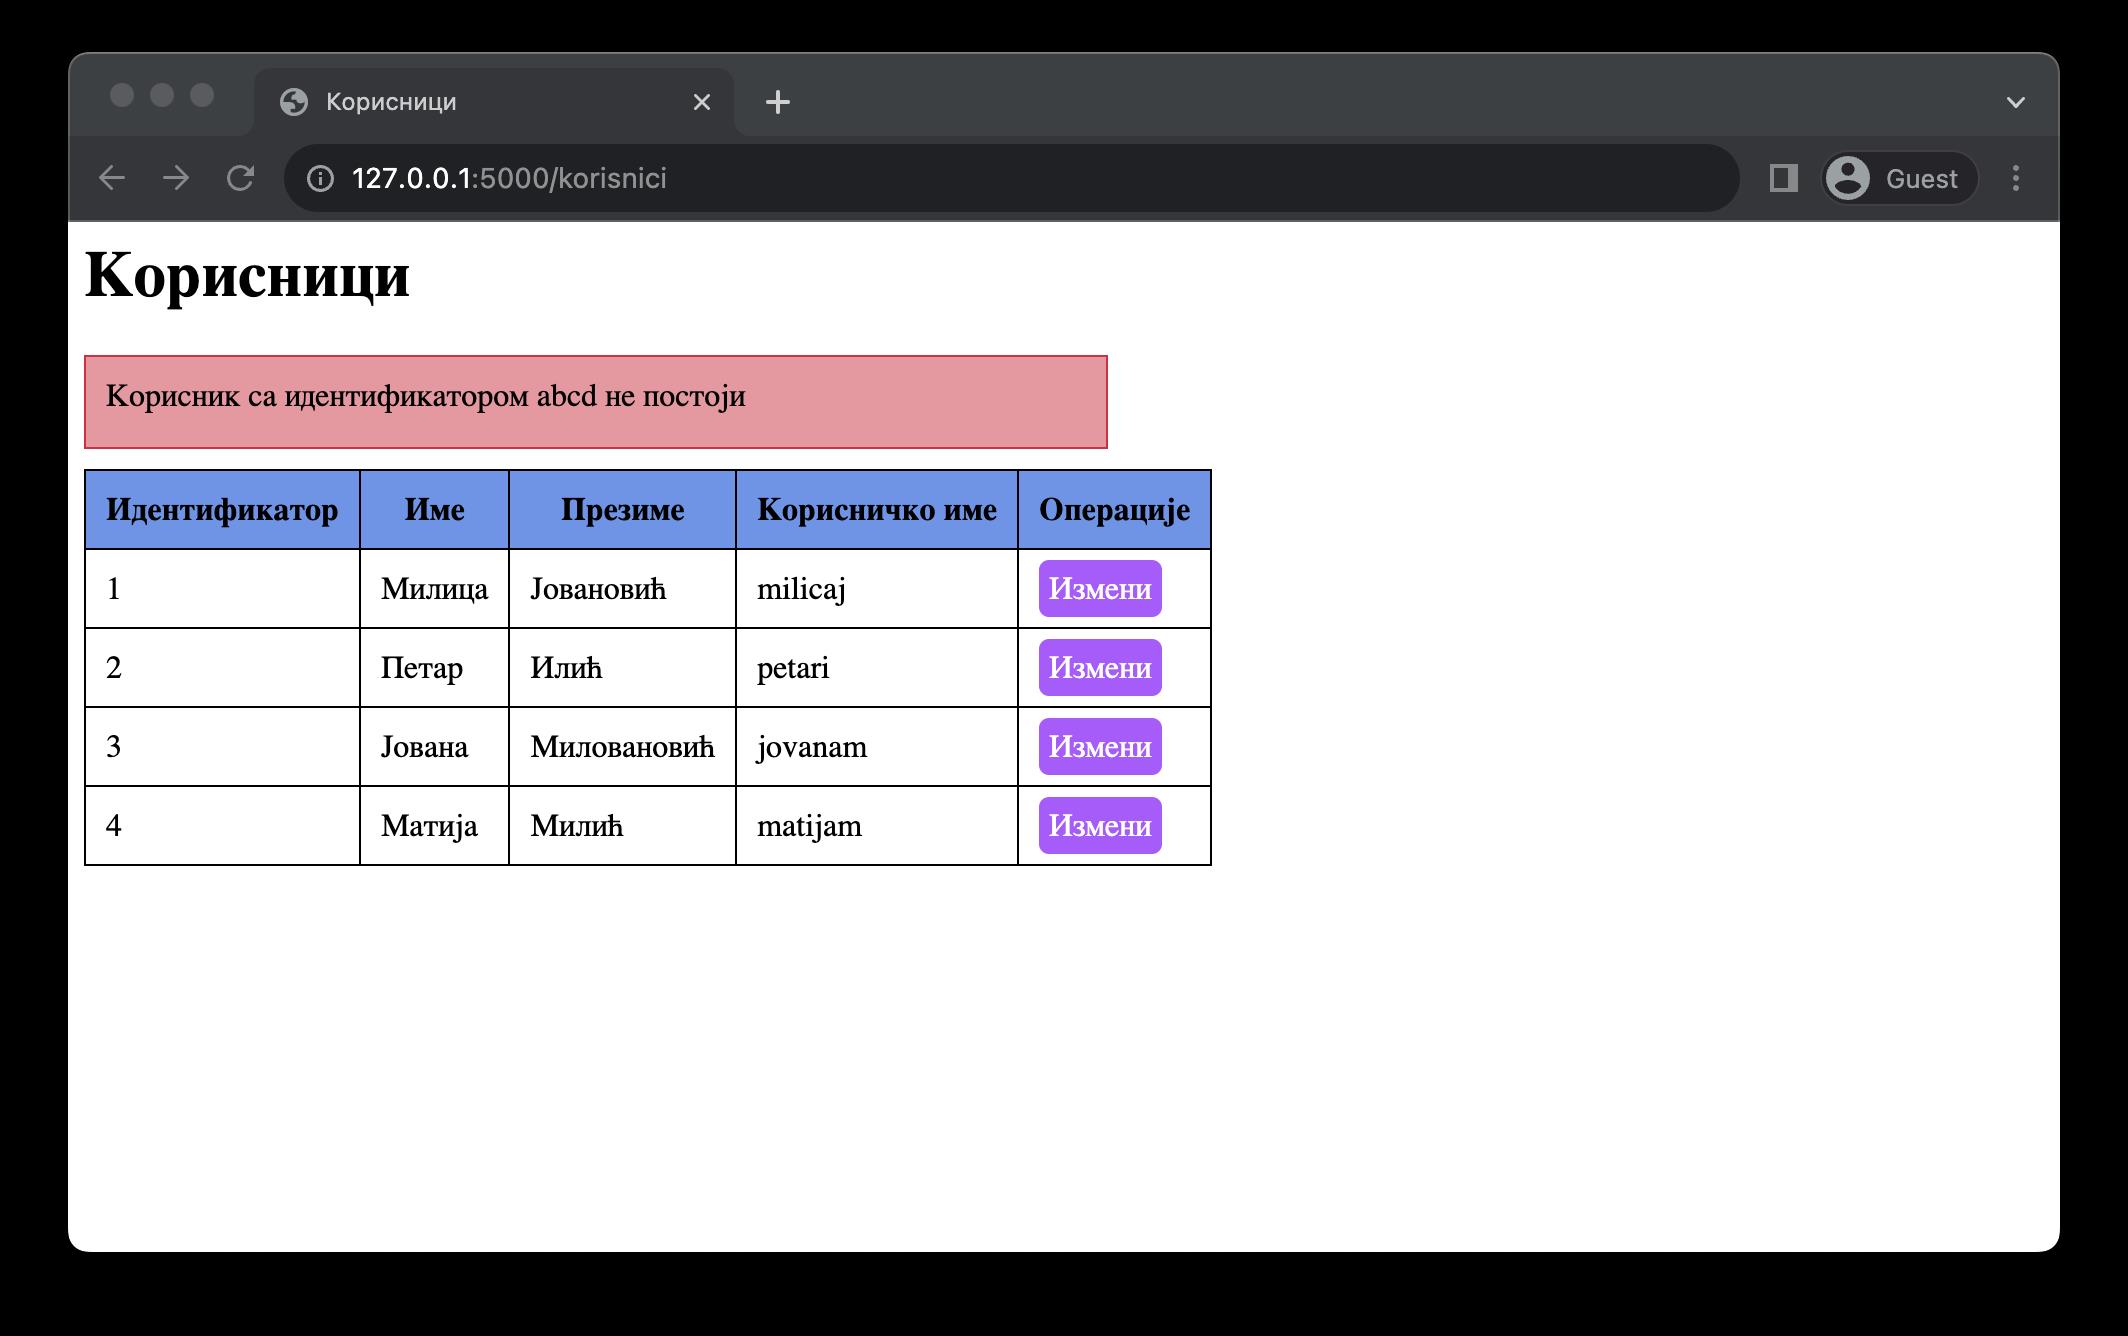 Корисници
127.0.0.1:5000/korisnici
Guest
Корисници
Корисник са идентификатором abcd не постоји
Идентификатор Име Презиме Корисничко име Операције
1 Милица Јовановић milicaj Измени
2 Петар Илић petari Измени
3 Јована Миловановић jovanam Измени
4 Матија Милић matijam Измени